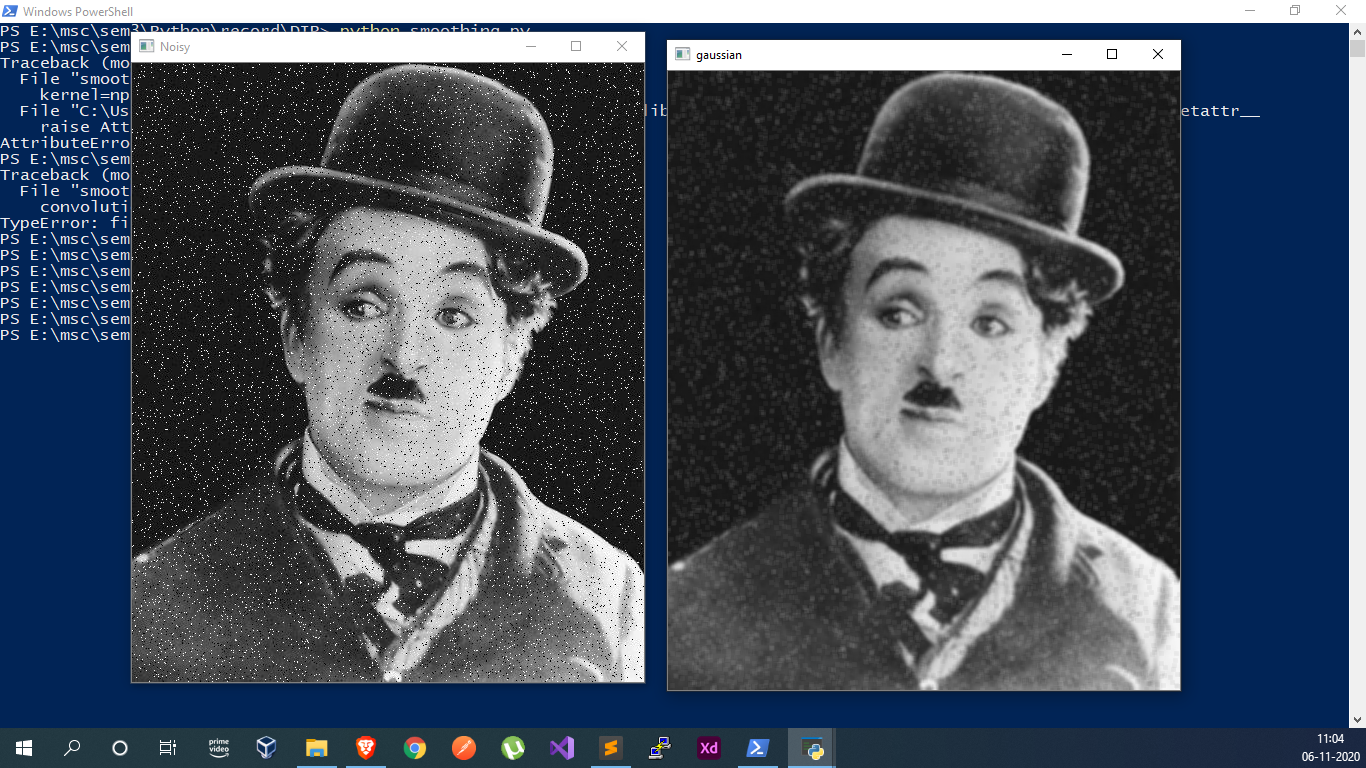 Windows PowerShell
PS E:\msc\sem3\Python\record\DIP> python smoothing.py
PS E:\msc\sem
Traceback (mo
File "smoot
kernel=np
File "C:\Us lib etattr__
raise Att
AttributeErro
PS E:\msc\sem
Traceback (mo
File "smoot
convoluti
TypeError: fi
PS E:\msc\sem
PS E:\msc\sem
PS E:\msc\sem
PS E:\msc\sem
PS E:\msc\sem
PS E:\msc\sem
PS E:\msc\sem
Noisy
gaussian
prime
video
Xd
11:04
06-11-2020